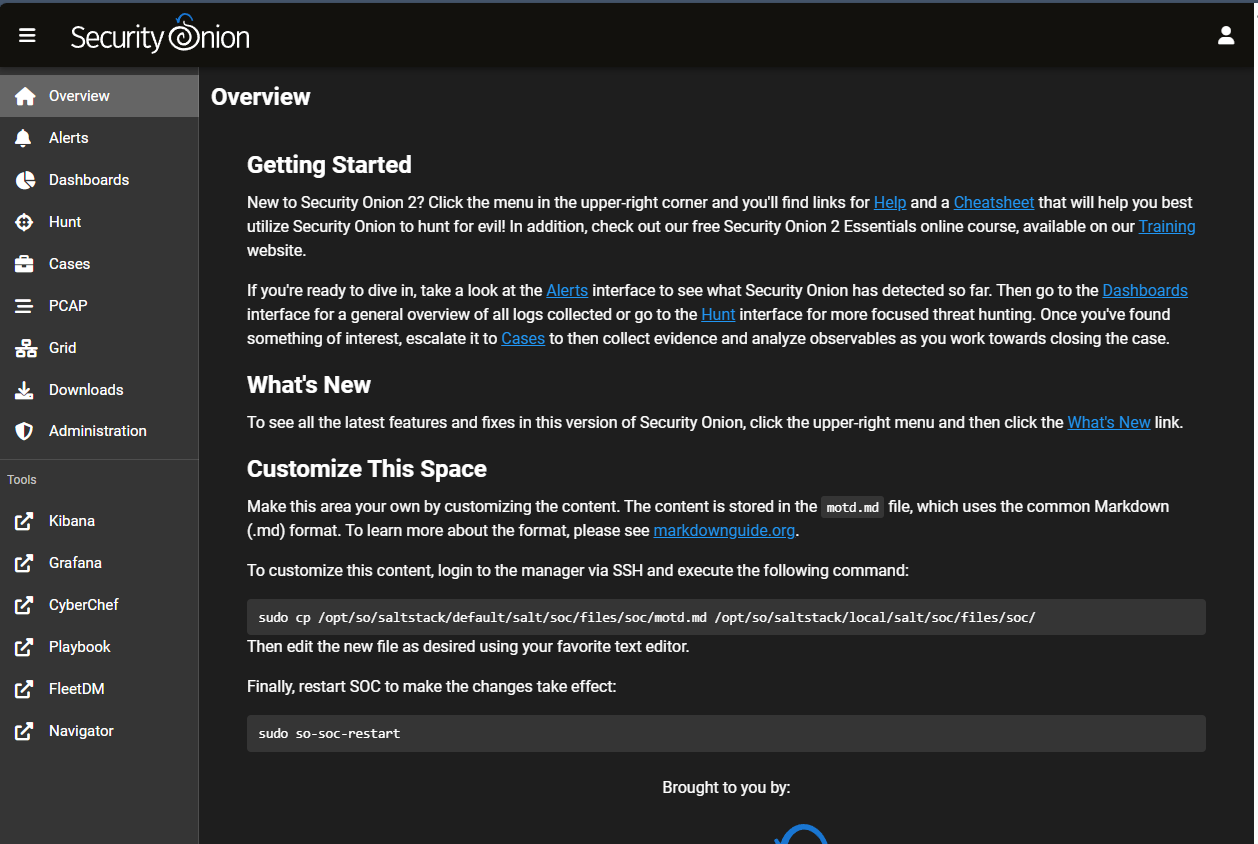 Security Onion
Overview
Alerts
Dashboards
Hunt
Cases
PCAP
Grid
Downloads
Administration
Tools
Kibana
Grafana
CyberChef
Playbook
FleetDM
Navigator
Overview
Getting Started
New to Security Onion 2? Click the menu in the upper-right corner and you'll find links for Help and a Cheatsheet that will help you best
utilize Security Onion to hunt for evil! In addition, check out our free Security Onion 2 Essentials online course, available on our Training
website.
If you're ready to dive in, take a look at the Alerts interface to see what Security Onion has detected so far. Then go to the Dashboards
interface for a general overview of all logs collected or go to the Hunt interface for more focused threat hunting. Once you've found
something of interest, escalate it to Cases to then collect evidence and analyze observables as you work towards closing the case.
What's New
To see all the latest features and fixes in this version of Security Onion, click the upper-right menu and then click the What's New link.
Customize This Space
Make this area your own by customizing the content. The content is stored in the motd.md file, which uses the common Markdown
(.md) format. To learn more about the format, please see markdownguide.org.
To customize this content, login to the manager via SSH and execute the following command:
sudo cp /opt/so/saltstack/default/salt/soc/files/soc/motd.md /opt/so/saltstack/local/salt/soc/files/soc/
Then edit the new file as desired using your favorite text editor.
Finally, restart SOC to make the changes take effect:
sudo so-soc-restart
Brought to you by: